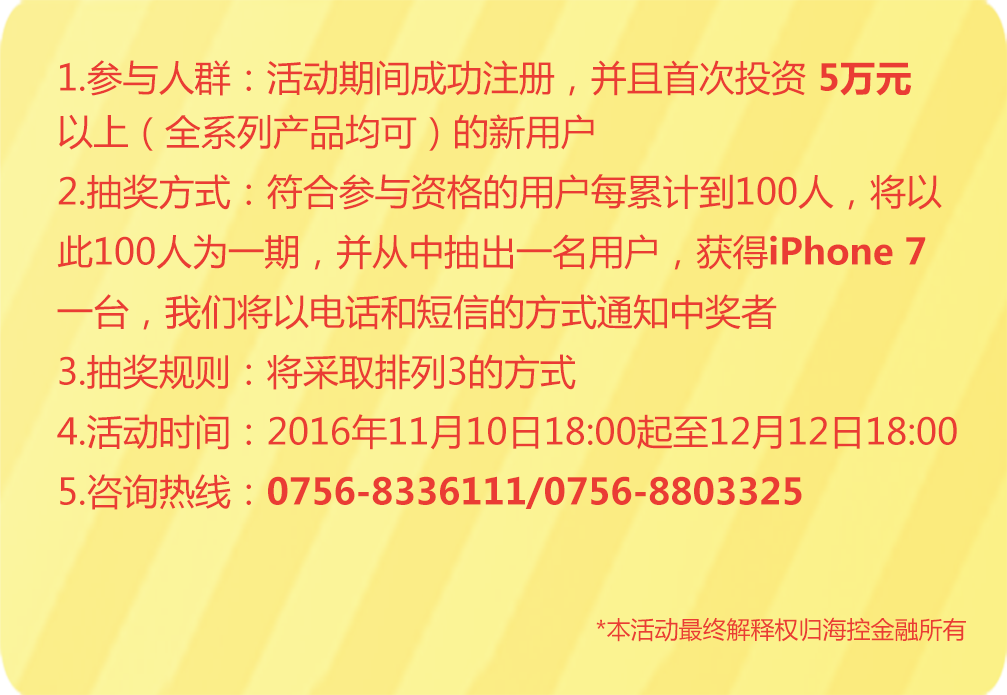 1.参与人群：活动期间成功注册，并且首次投资 5万元
以上（全系列产品均可）的新用户
2.抽奖方式：符合参与资格的用户每累计到100人，将以
此100人为一期，并从中抽出一名用户，获得iPhone 7
一台，我们将以电话和短信的方式通知中奖者
3.抽奖规则：将采取排列3的方式
4.活动时间：2016年11月10日18:00起至12月12日18:00
5.咨询热线：0756-8336111/0756-8803325
*本活动最终解释权归海控金融所有